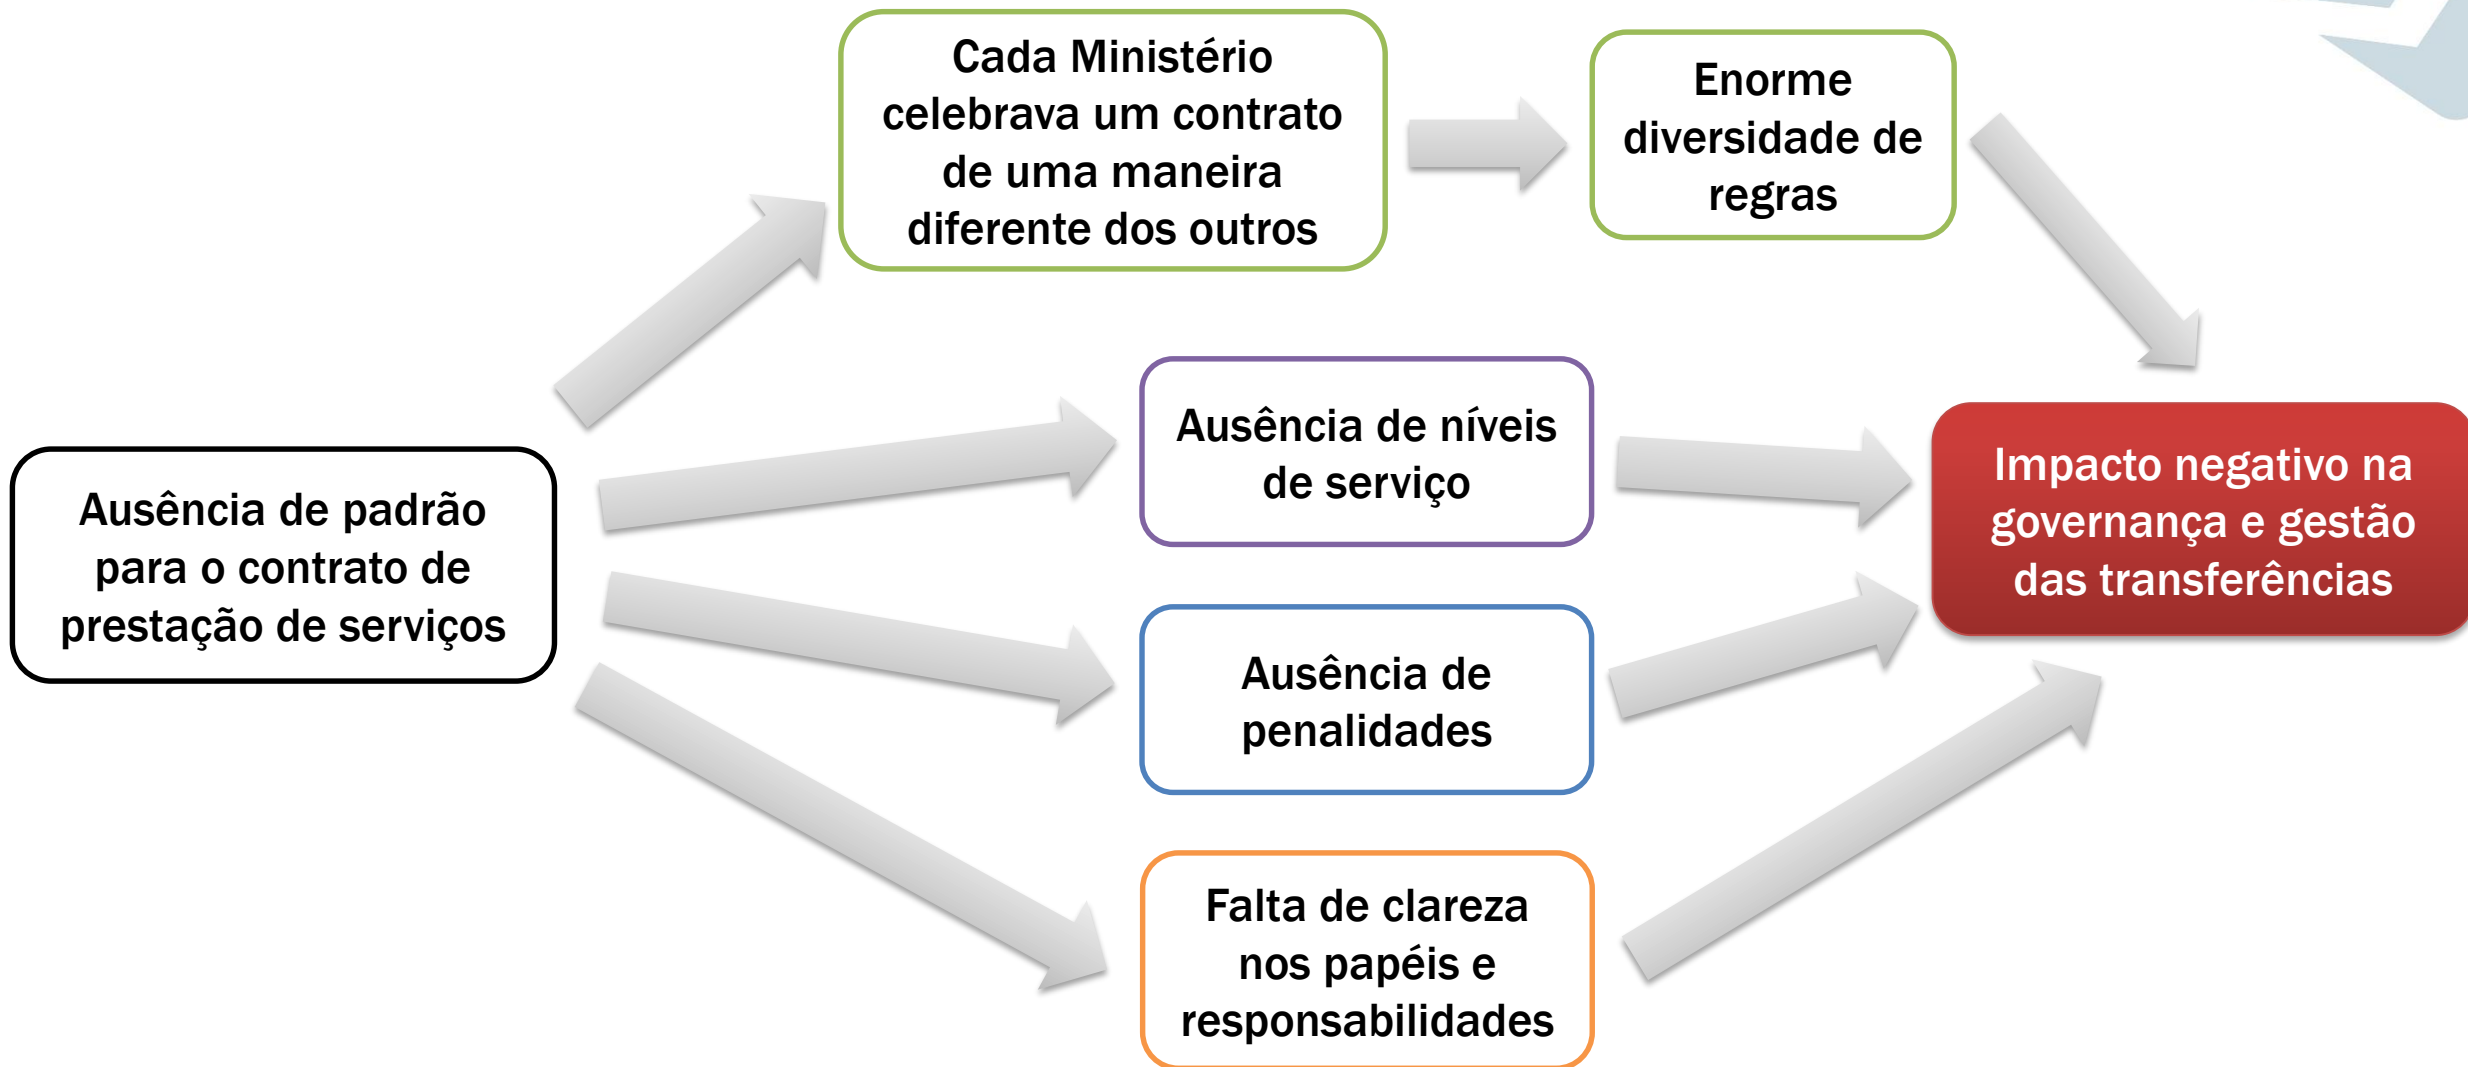 Cada Ministério
celebrava um contrato
de uma maneira
diferente dos outros
Enorme
diversidade de
regras
Ausência de padrão
para o contrato de
prestação de serviços
Ausência de níveis
de serviço
Ausência de
penalidades
Falta de clareza
nos papéis e
responsabilidades
Impacto negativo na
governança e gestão
das transferências